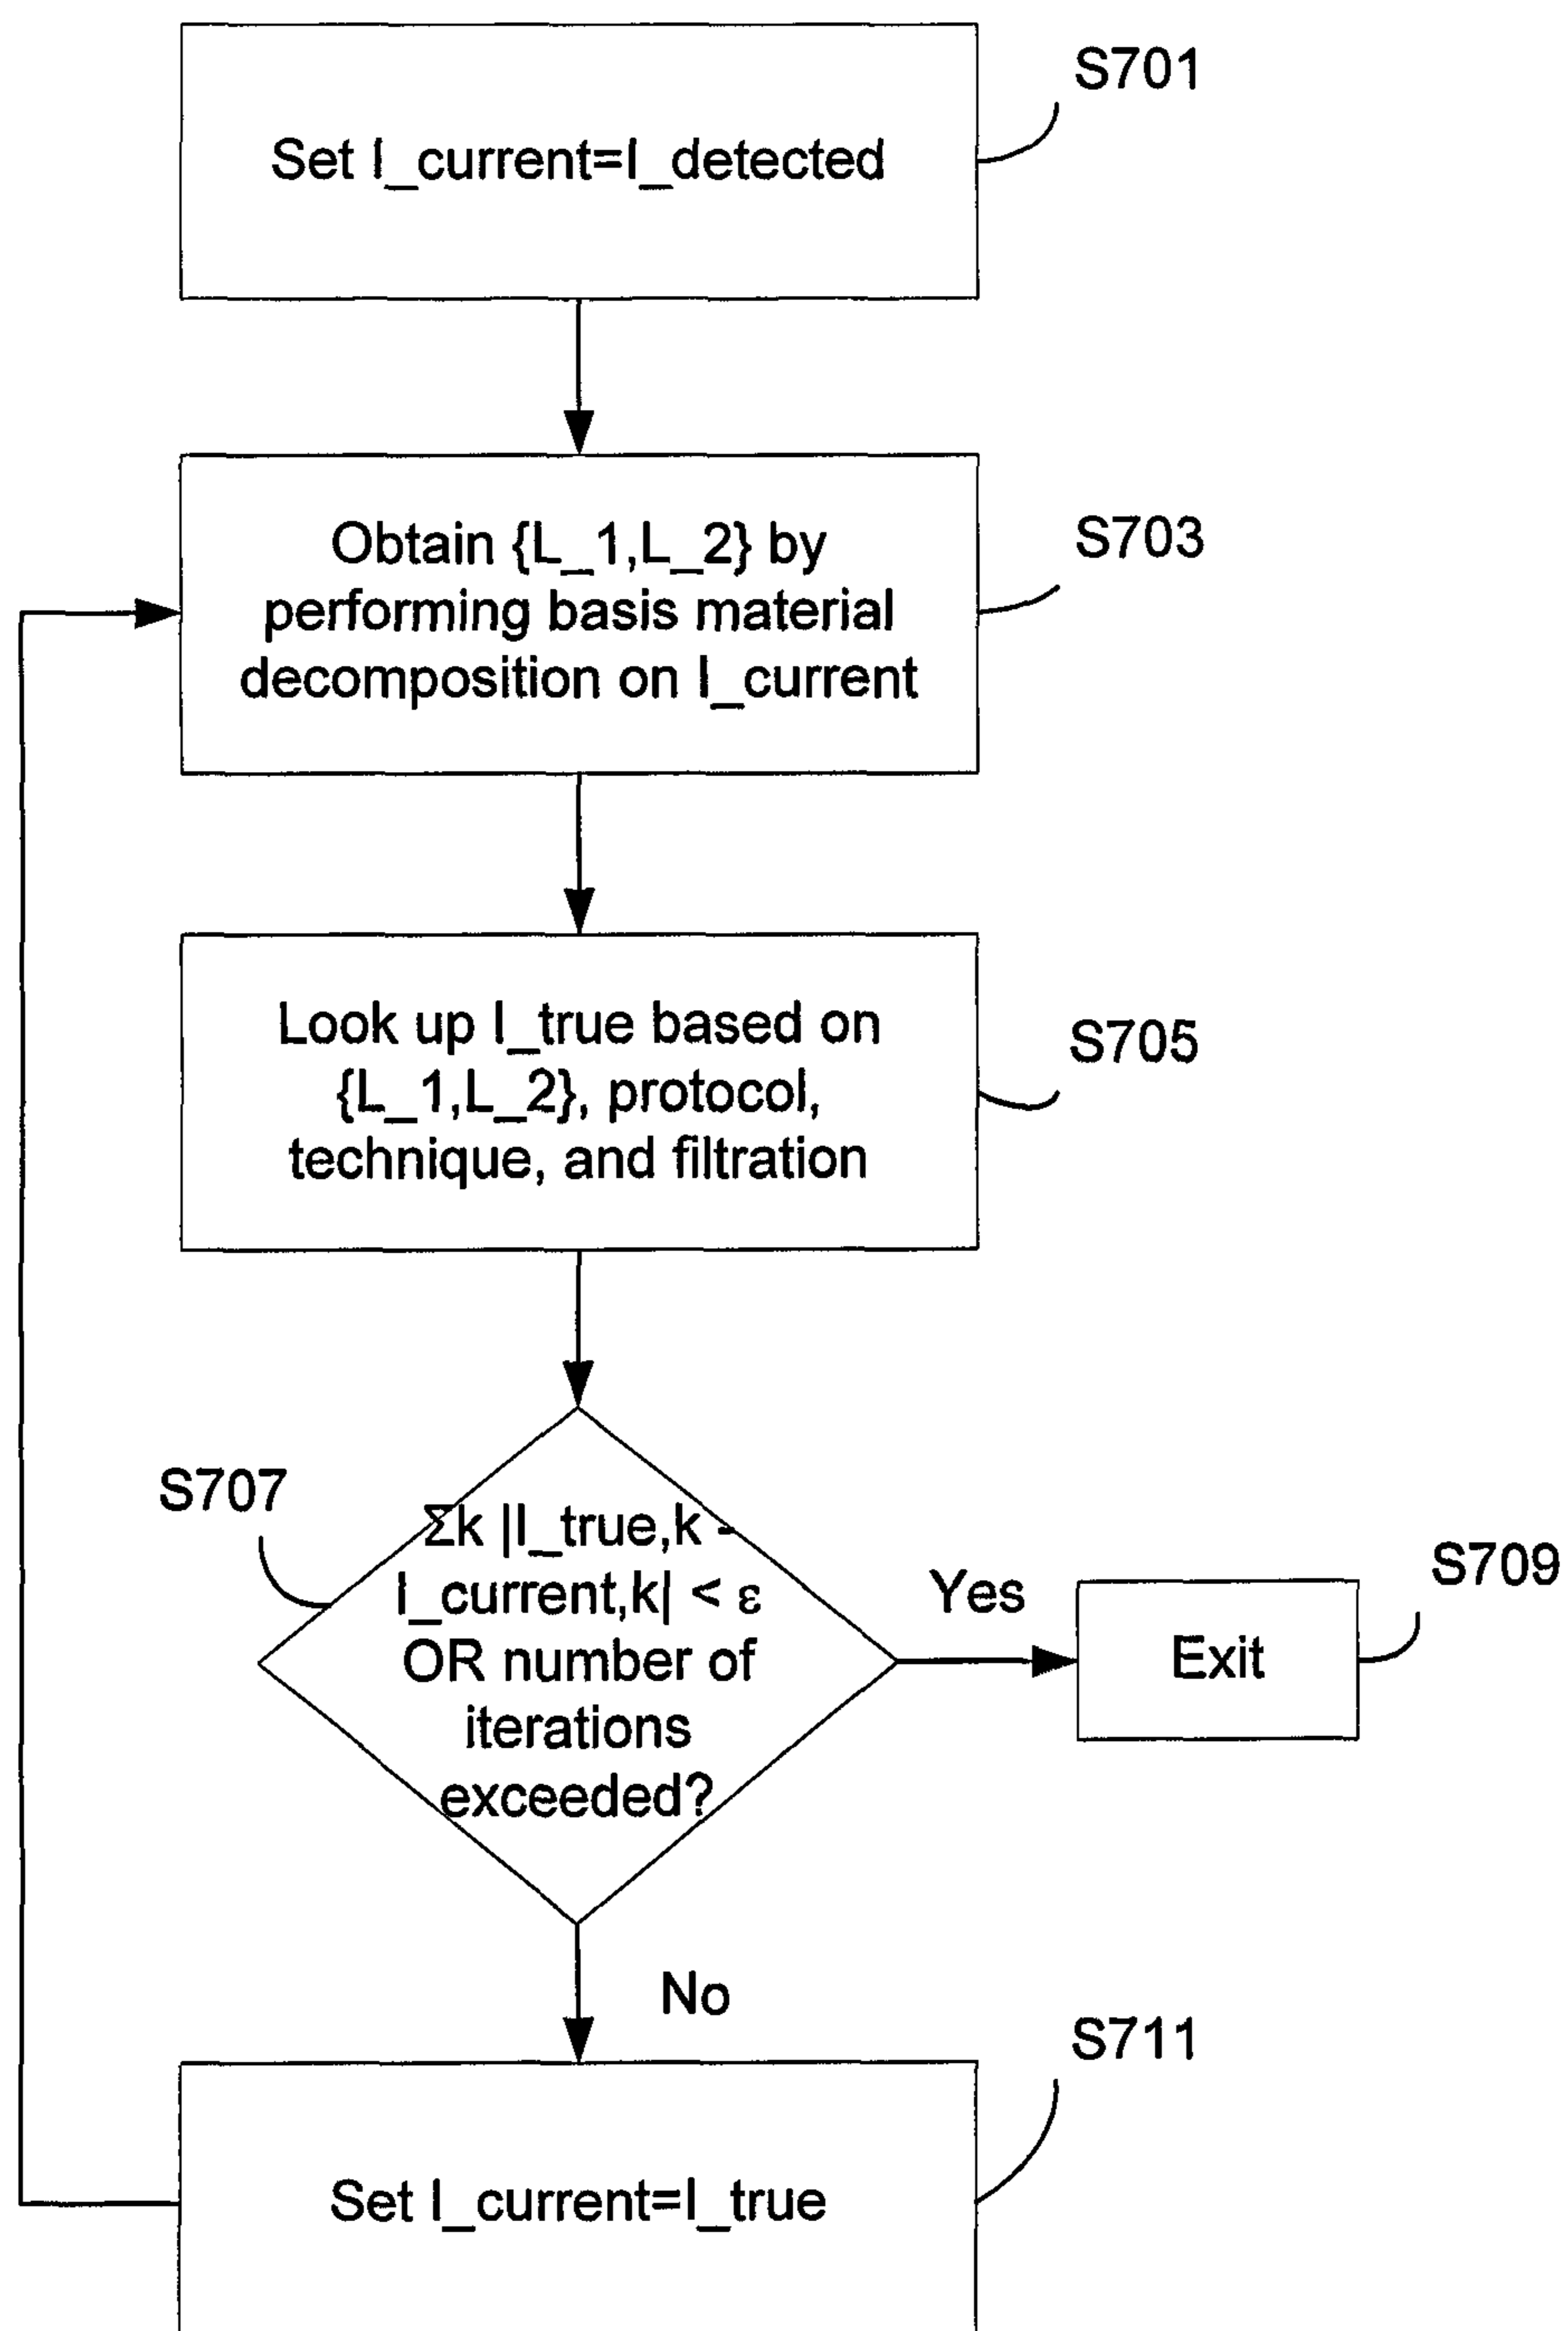 S701
Set I_current=I_detected
Obtain {L_1,L_2} by
performing basis material
decomposition on I_current
S703
Look up I_true based on
{L_1,L_2}, protocol,
technique, and filtration
S705
S707
Σk |I_true,k -
I_current,k| < ε
OR number of
iterations
exceeded?
Yes
Exit
S709
No
S711
Set I_current=I_true